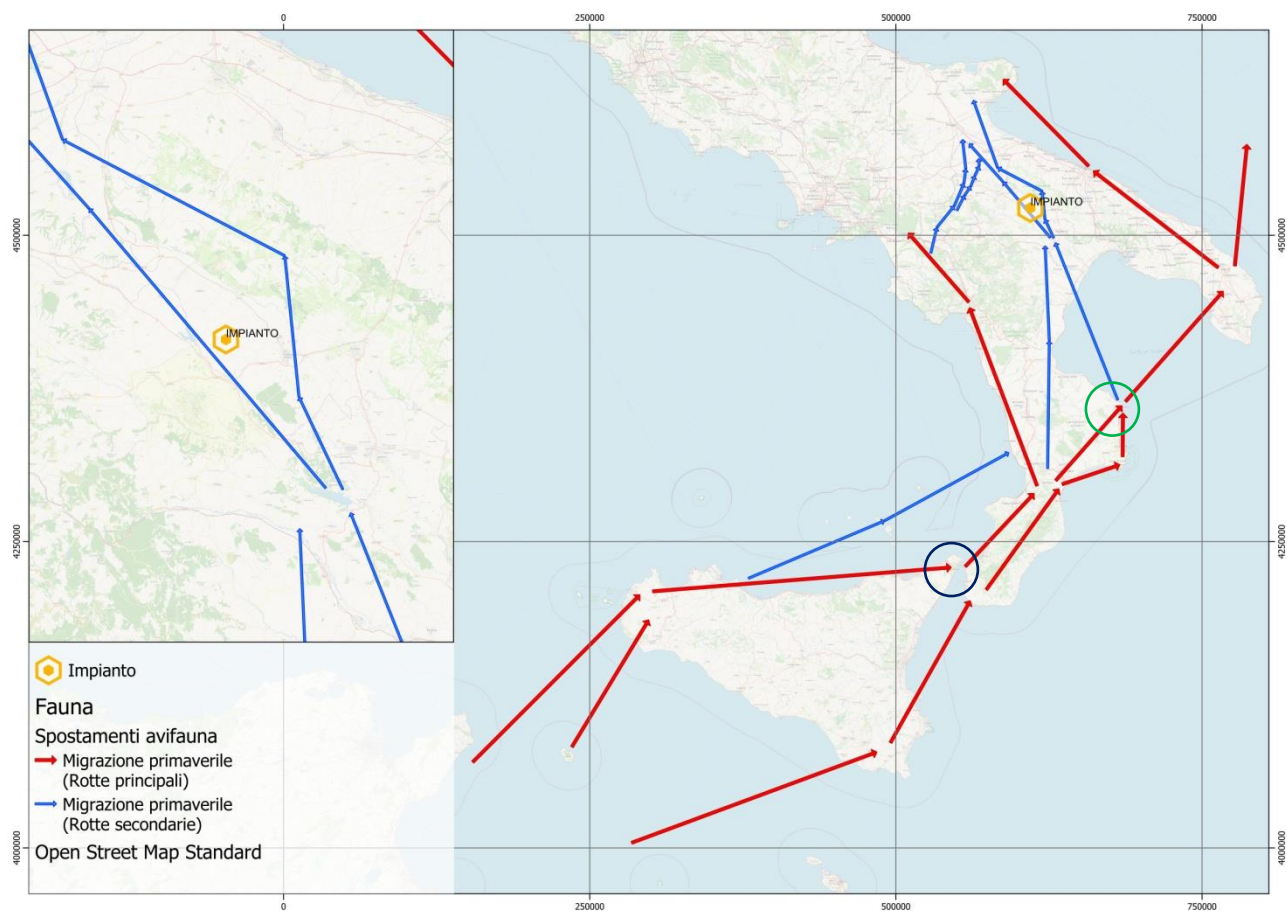 0
250000
500000
750000
4500000
4500000
4250000
4250000
4000000
4000000
IMPIANTO
IMPIANTO
Impianto
Fauna
Spostamenti avifauna
Migrazione primaverile
(Rotte principali)
Migrazione primaverile
(Rotte secondarie)
Open Street Map Standard
0
250000
500000
750000